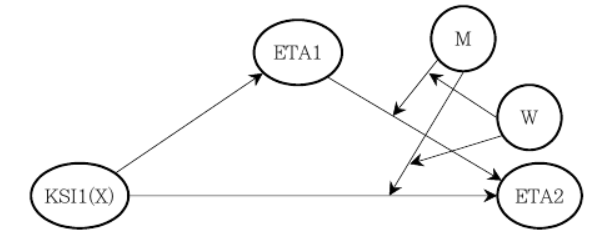 M
ETA1
W
KSI1(X)
ETA2